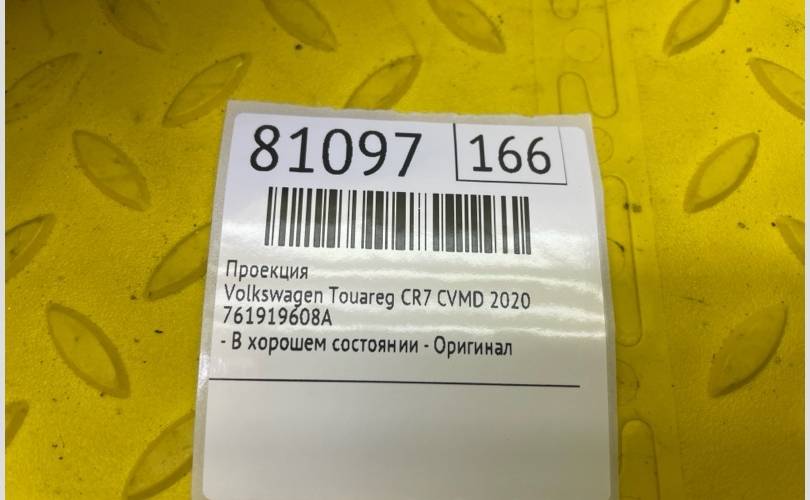 81097 166
Проекция
Volkswagen Touareg CR7 CVMD 2020
761919608A
- В хорошем состоянии - Оригинал